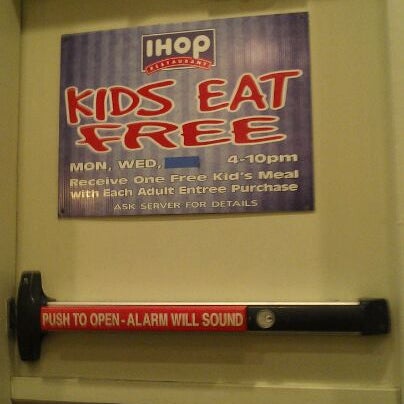 IHOP
RESTAURANT
KIDS EAT
FREE
MON, WED, 4-10pm
Receive One Free Kid's Meal
with Each Adult Entree Purchase
ASK SERVER FOR DETAILS
PUSH TO OPEN - ALARM WILL SOUND